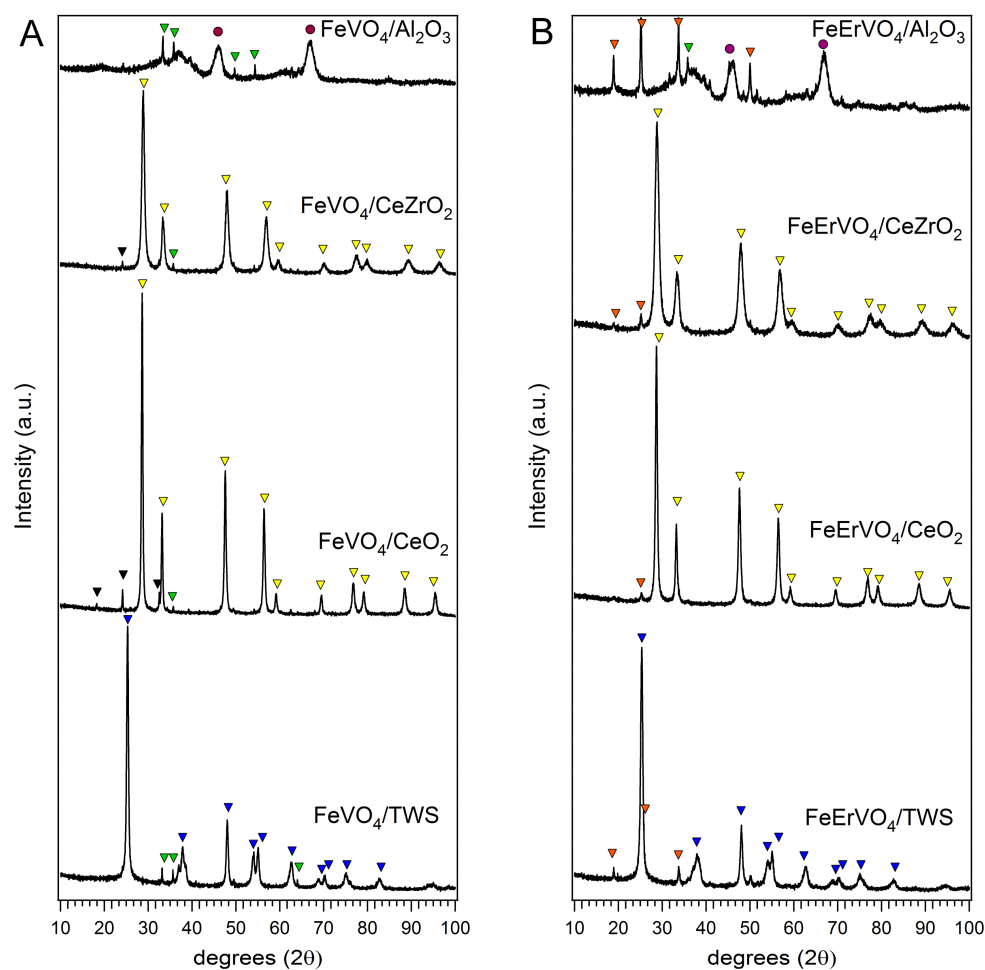 A
FeVO₄/Al₂O₃
FeVO₄/CeZrO₂
FeVO₄/CeO₂
FeVO₄/TWS
Intensity (a.u.)
10 20 30 40 50 60 70 80 90 100
degrees (2θ)
B
FeErVO₄/Al₂O₃
FeErVO₄/CeZrO₂
FeErVO₄/CeO₂
FeErVO₄/TWS
Intensity (a.u.)
10 20 30 40 50 60 70 80 90 100
degrees (2θ)